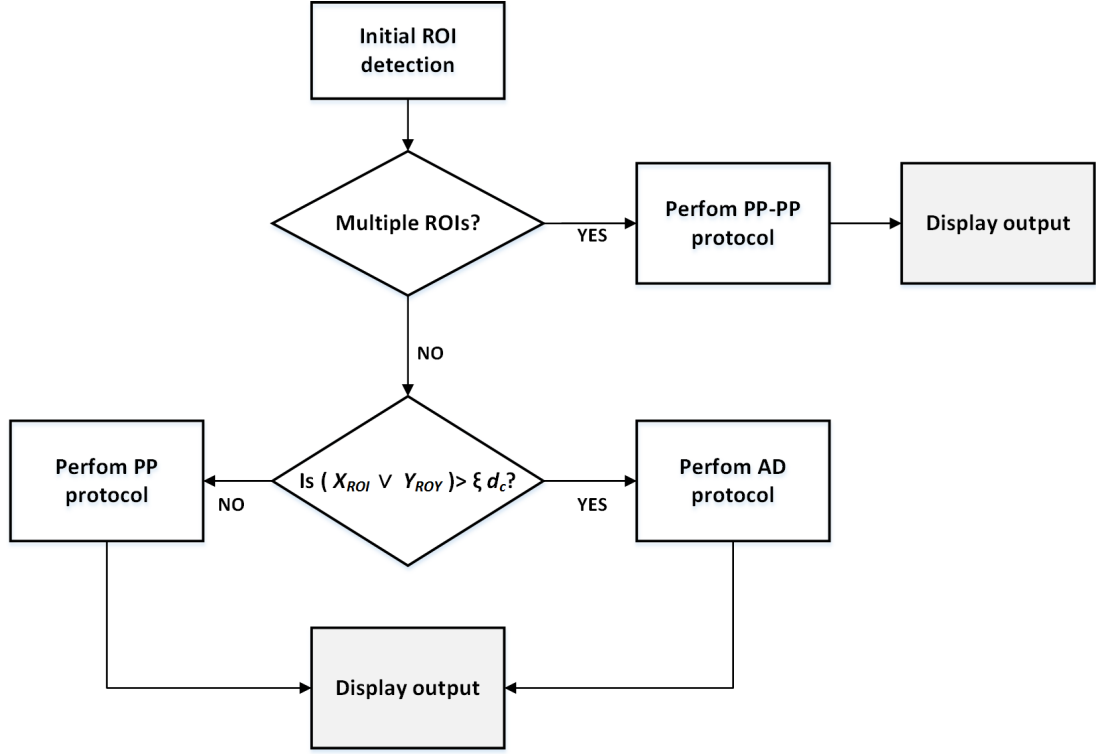 Initial ROI
detection
Multiple ROIs?
YES
Perfom PP-PP
protocol
Display output
NO
Perfom PP
protocol
NO
Is ( X_ROI ∨ Y_ROY )> ξ d_c?
YES
Perfom AD
protocol
Display output